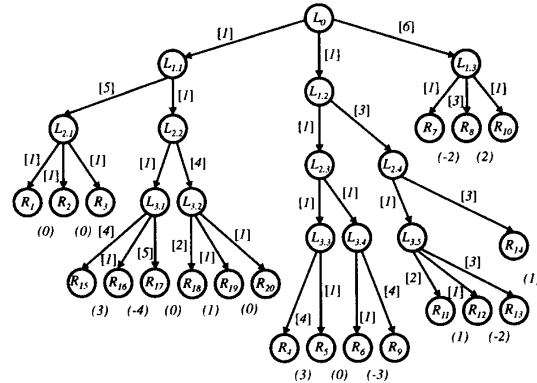 L0
[1] [1] [6]
L1.1 L1.2 L1.3
[5] [1] [1] [3] [1] [3] [1]
L2.1 L2.2 L2.3 L2.4 R7 R8 R10
(-2) (2)
[1] [1] [1] [1] [4] [1] [1] [1] [3]
R1 R2 R3 L3.1 L3.2 L3.3 L3.4 L3.5 R14
(0) (0) (1)
[4] [1] [5] [2] [1] [1] [4] [1] [1] [4] [2] [1] [3]
R15 R16 R17 R18 R19 R20 R11 R12 R13
(3) (-4) (0) (1) (0) (1) (-2)
R4 R5 R6 R9
(3) (0) (-3)